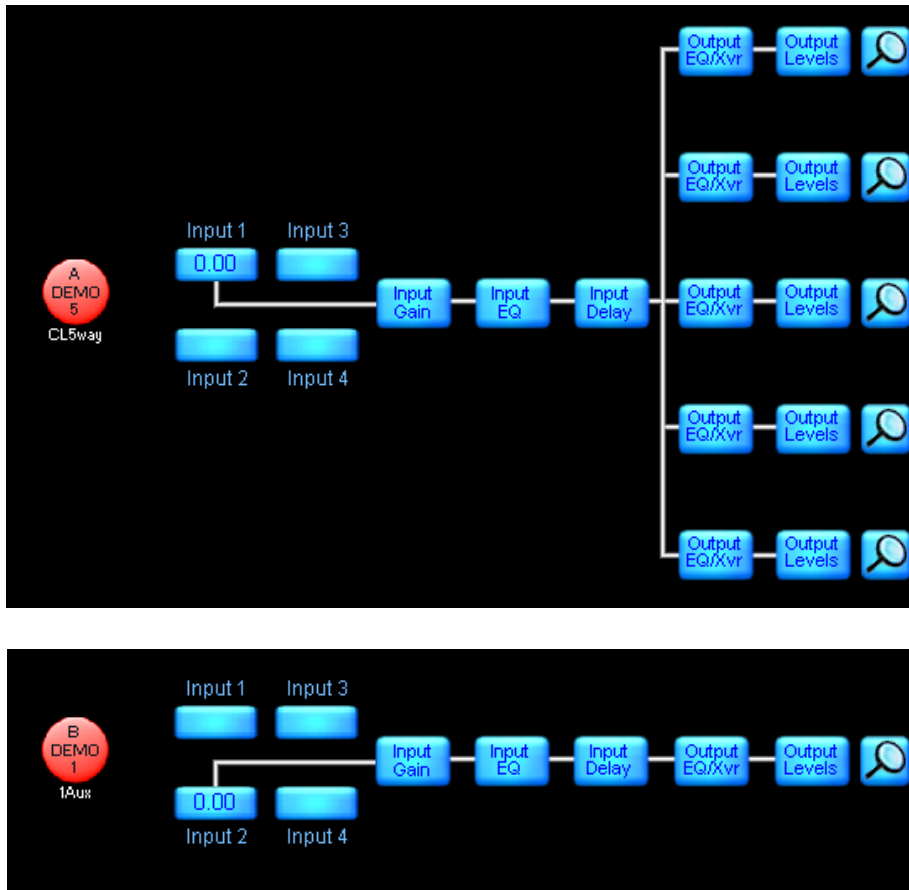 Output EQ/Xvr
Output Levels
Output EQ/Xvr
Output Levels
Input 1
Input 3
0.00
A DEMO 5
CL5way
Input Gain
Input EQ
Input Delay
Output EQ/Xvr
Output Levels
Input 2
Input 4
Output EQ/Xvr
Output Levels
Output EQ/Xvr
Output Levels
Input 1
Input 3
B DEMO 1
1Aux
Input Gain
Input EQ
Input Delay
Output EQ/Xvr
Output Levels
0.00
Input 2
Input 4